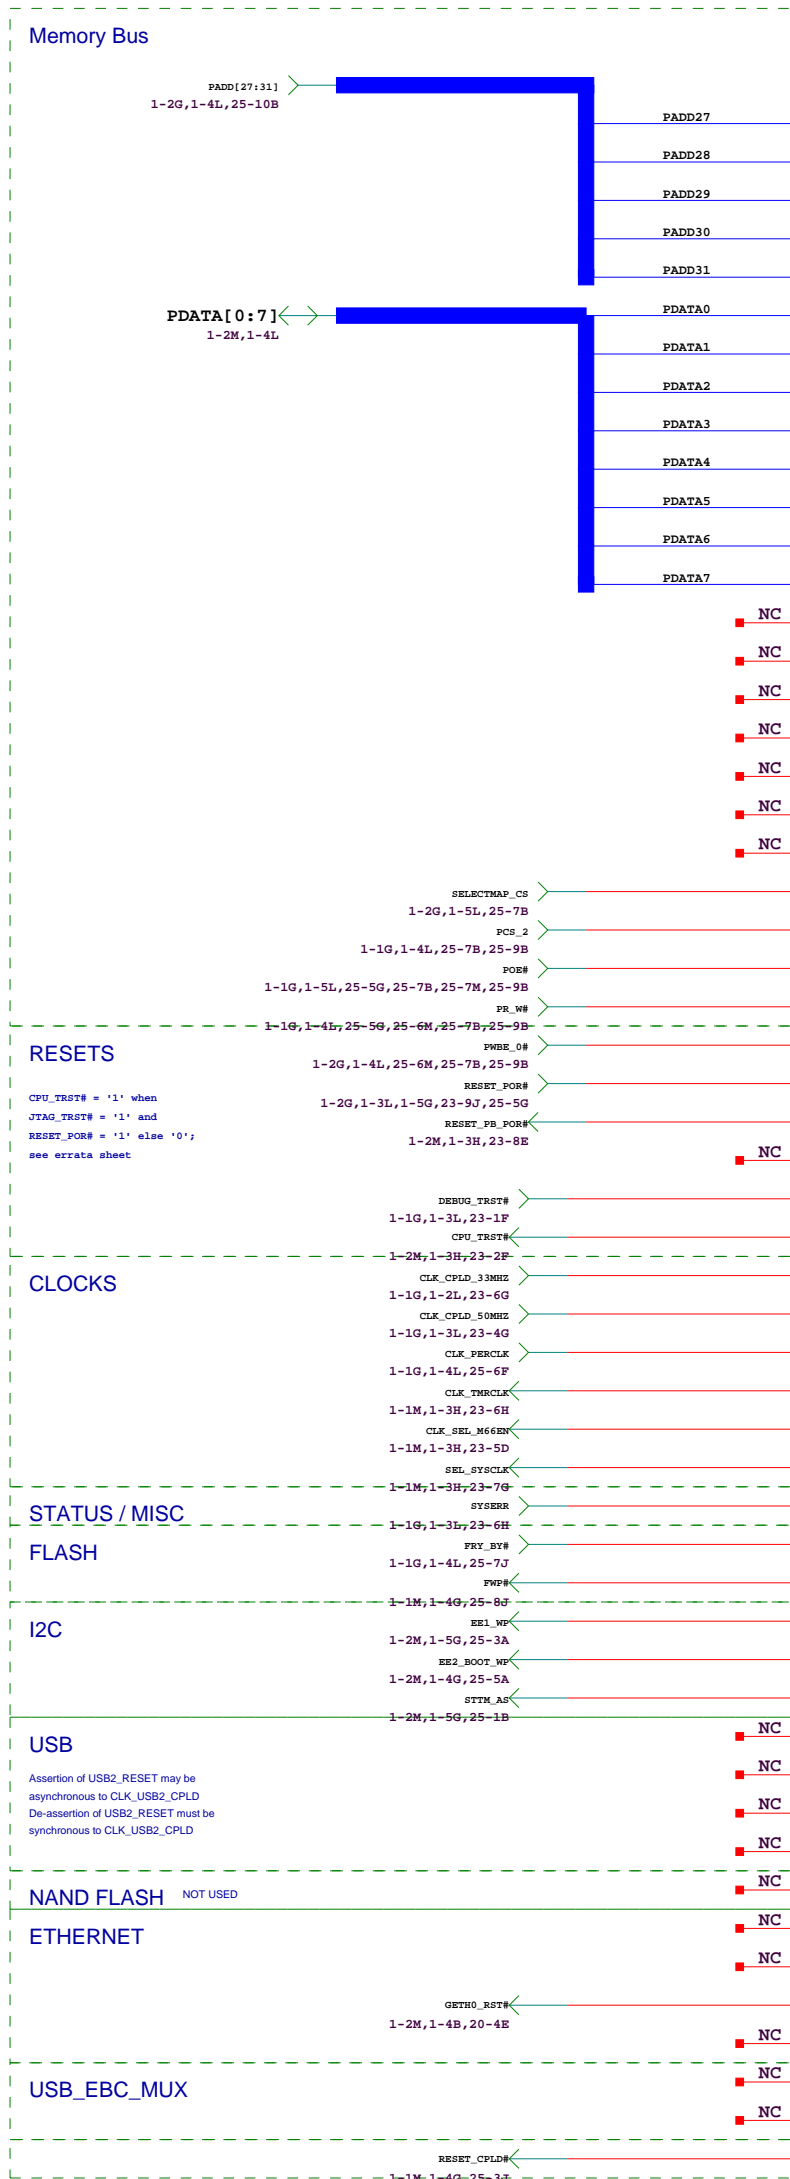 Memory Bus
PADD[27:31]
1-2G,1-4L,25-10B
PADD27
PADD28
PADD29
PADD30
PADD31
PDATA[0:7]
1-2M,1-4L
PDATA0
PDATA1
PDATA2
PDATA3
PDATA4
PDATA5
PDATA6
PDATA7
NC
NC
NC
NC
NC
NC
NC
SELECTMAP_CS
1-2G,1-5L,25-7B
PCS_2
1-1G,1-4L,25-7B,25-9B
POE#
1-1G,1-5L,25-5G,25-7B,25-7M,25-9B
PR_W#
1-1G,1-4L,25-5G,25-6M,25-7B,25-9B
RESETS
PWBE_0#
1-2G,1-4L,25-6M,25-7B,25-9B
RESET_POR#
1-2G,1-3L,1-5G,23-9J,25-5G
CPU_TRST# = '1' when
JTAG_TRST# = '1' and
RESET_POR# = '1' else '0';
see errata sheet
RESET_PB_POR#
1-2M,1-3H,23-8E
NC
DEBUG_TRST#
1-1G,1-3L,23-1F
CPU_TRST#
1-2M,1-3H,23-2F
CLOCKS
CLK_CPLD_33MHZ
1-1G,1-2L,23-6G
CLK_CPLD_50MHZ
1-1G,1-3L,23-4G
CLK_PERCLK
1-1G,1-4L,25-6F
CLK_TMRCLK
1-1M,1-3H,23-6H
CLK_SEL_M66EN
1-1M,1-3H,23-5D
SEL_SYSCLK
1-1M,1-3H,23-7G
STATUS / MISC
SYSERR
1-1G,1-3L,23-6H
FLASH
FRY_BY#
1-1G,1-4L,25-7J
FWP#
1-1M,1-4G,25-8J
I2C
EE1_WP
1-2M,1-5G,25-3A
EE2_BOOT_WP
1-2M,1-4G,25-5A
STTM_AS
1-2M,1-5G,25-1B
USB
NC
Assertion of USB2_RESET may be
asynchronous to CLK_USB2_CPLD
De-assertion of USB2_RESET must be
synchronous to CLK_USB2_CPLD
NC
NC
NC
NAND FLASH NOT USED
NC
ETHERNET
NC
NC
GETH0_RST#
1-2M,1-4B,20-4E
NC
USB_EBC_MUX
NC
NC
RESET_CPLD#
1-1M,1-4G,25-3J